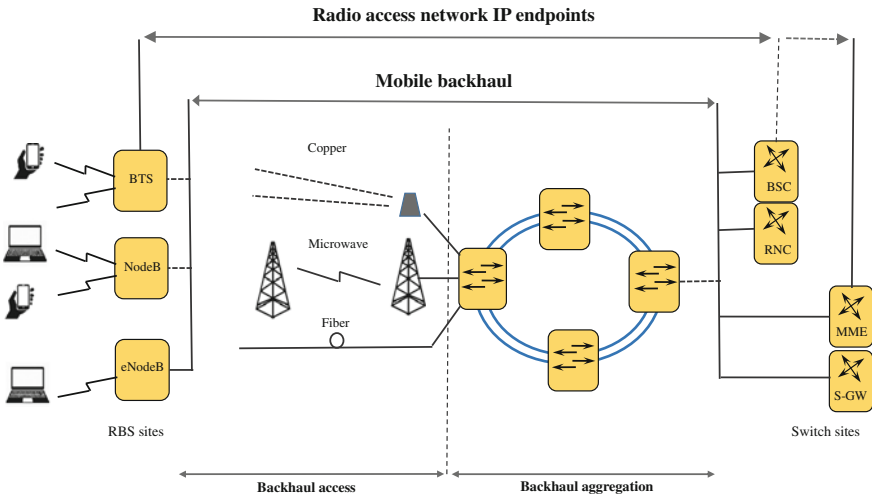 Radio access network IP endpoints
Mobile backhaul
Copper
BTS
BSC
Microwave
NodeB
RNC
Fiber
MME
eNodeB
S-GW
RBS sites
Switch sites
Backhaul access
Backhaul aggregation